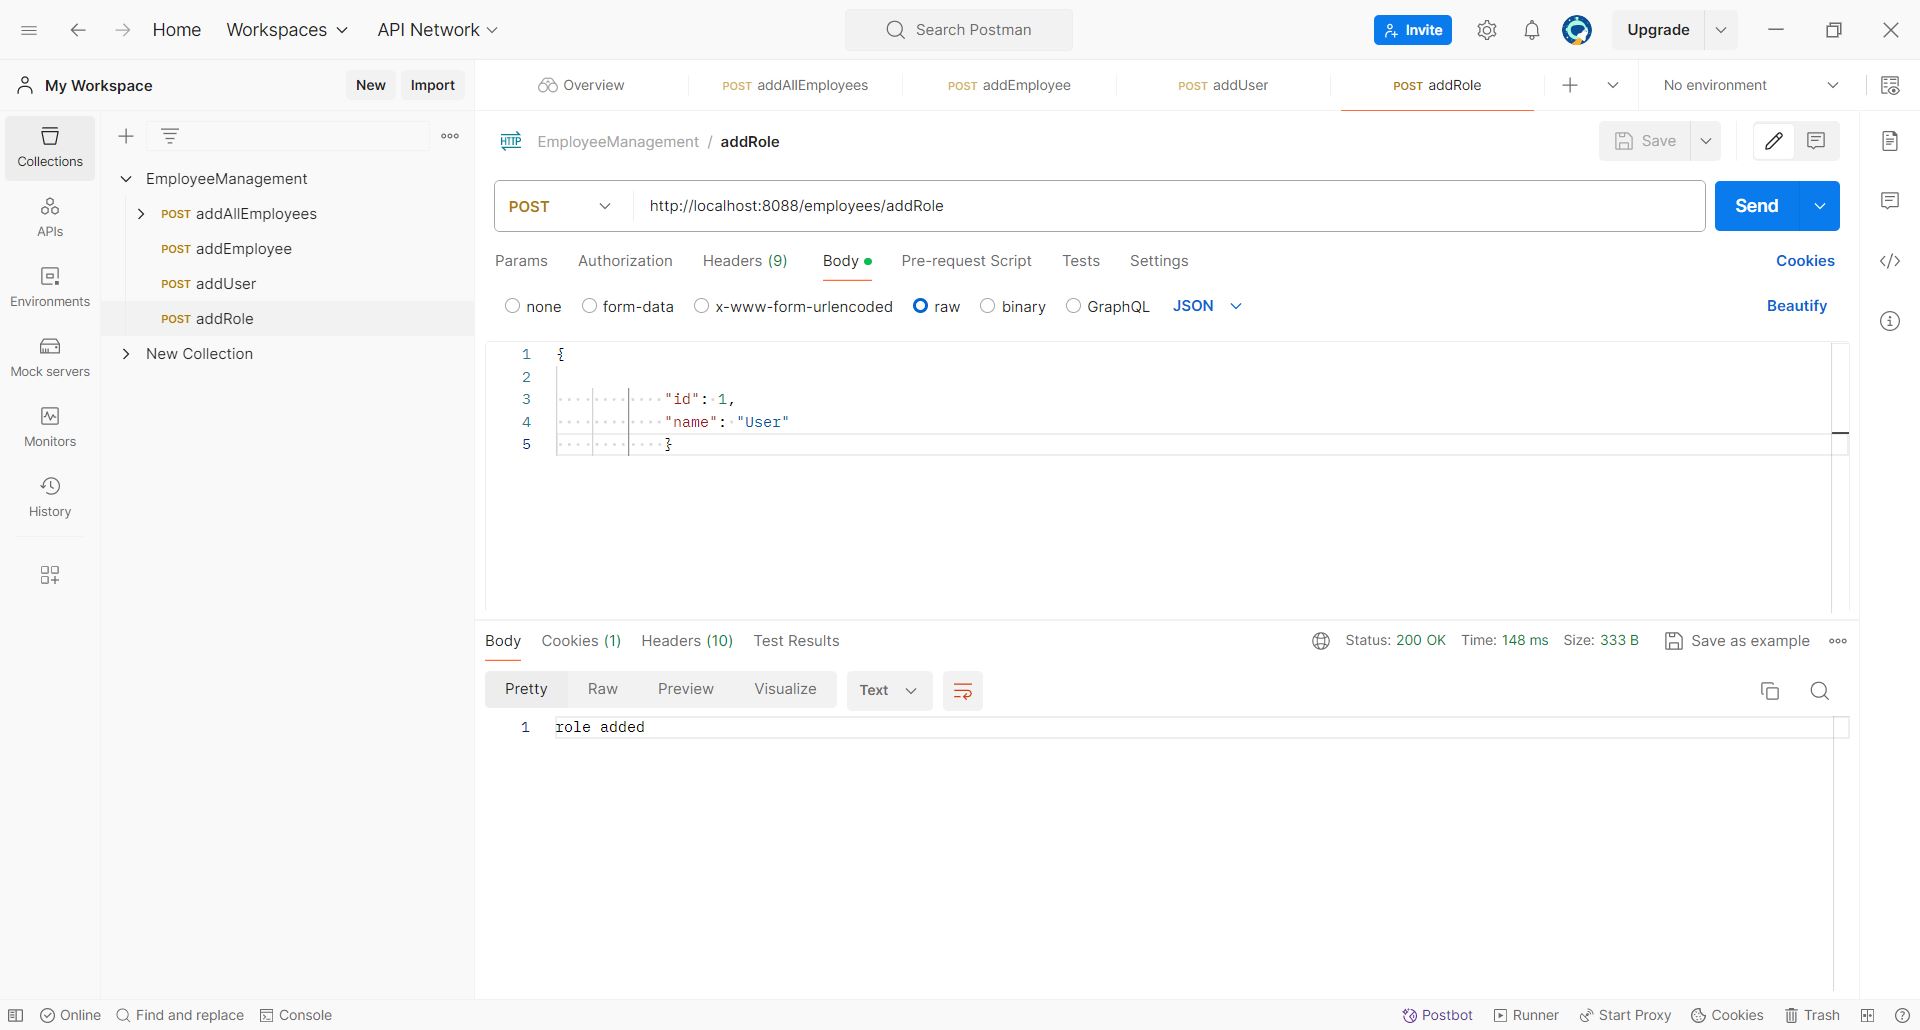 Home Workspaces API Network Search Postman Invite Upgrade
My Workspace New Import Overview POST addAllEmployees POST addEmployee POST addUser POST addRole No environment
Collections
APIs
Environments
Mock servers
Monitors
History
EmployeeManagement
POST addAllEmployees
POST addEmployee
POST addUser
POST addRole
New Collection
HTTP EmployeeManagement / addRole Save
POST http://localhost:8088/employees/addRole Send
Params Authorization Headers (9) Body Pre-request Script Tests Settings Cookies
none form-data x-www-form-urlencoded raw binary GraphQL JSON Beautify
1 {
2
3 "id": 1,
4 "name": "User"
5 }
Body Cookies (1) Headers (10) Test Results Status: 200 OK Time: 148 ms Size: 333 B Save as example
Pretty Raw Preview Visualize Text
1 role added
Online Find and replace Console Postbot Runner Start Proxy Cookies Trash